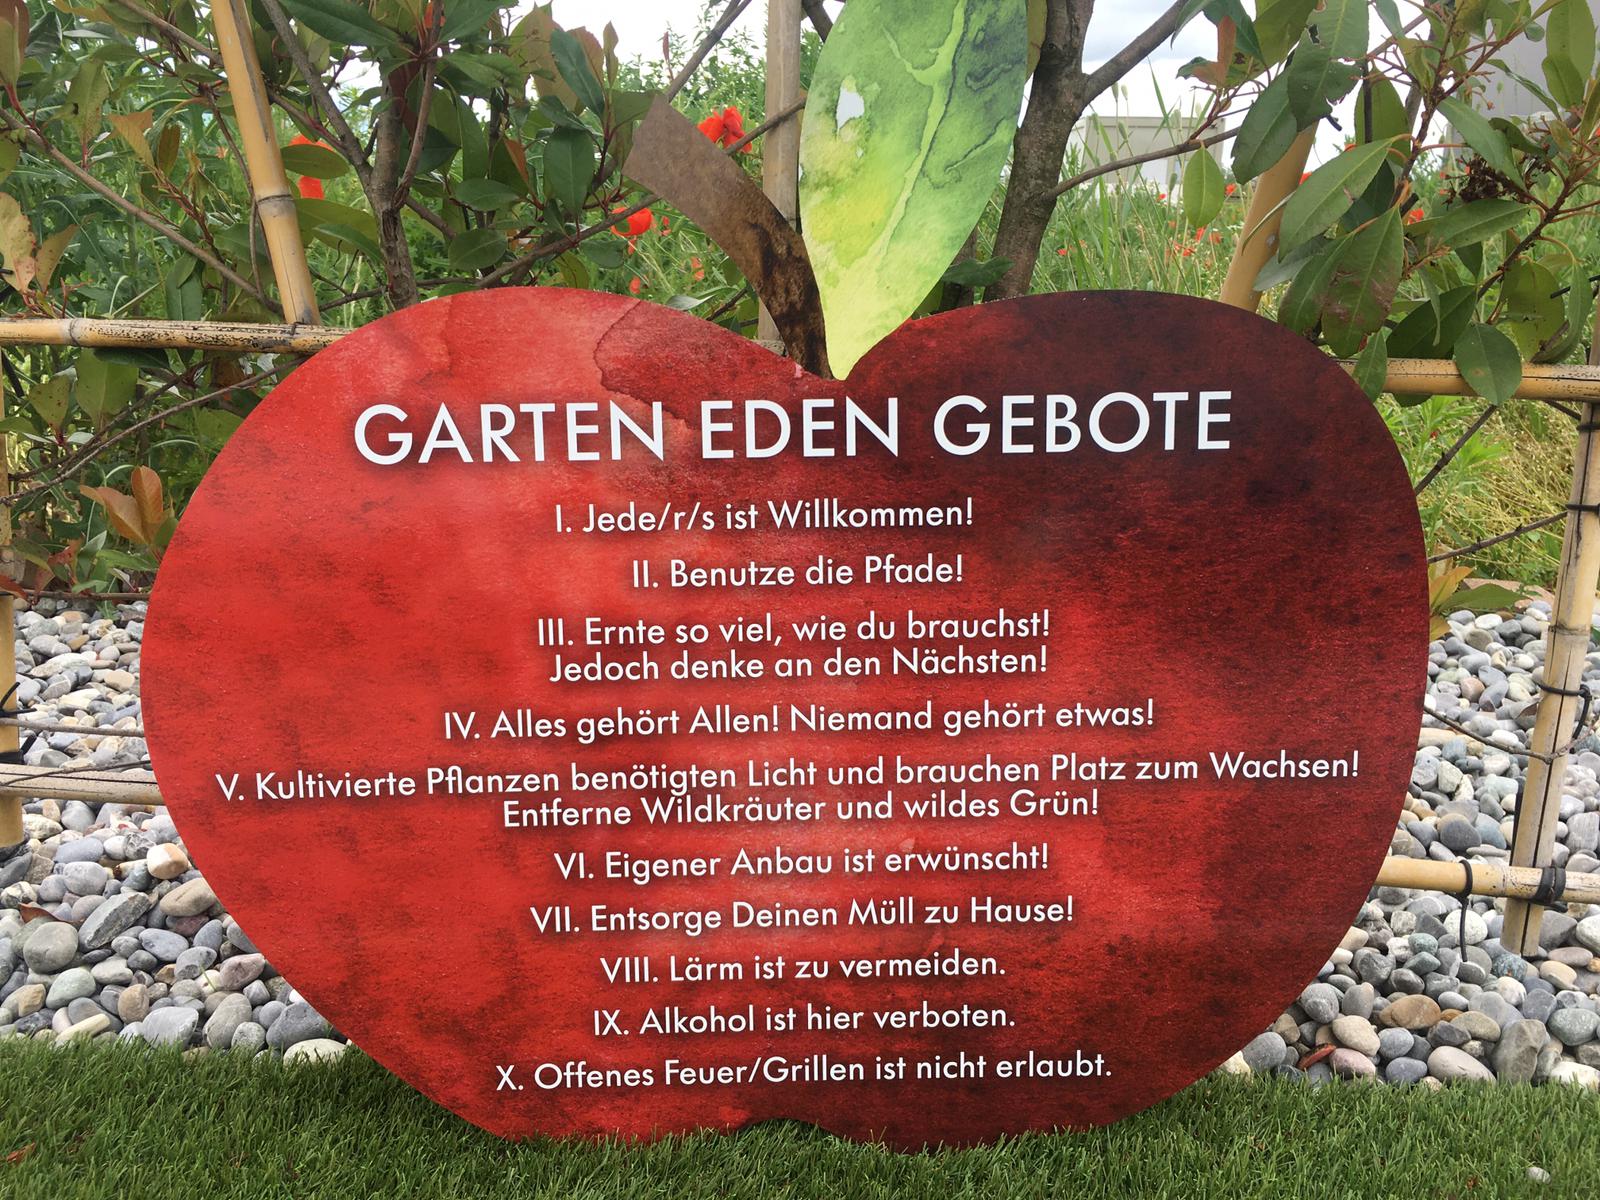 GARTEN EDEN GEBOTE
I. Jede/r/s ist Willkommen!
II. Benutze die Pfade!
III. Ernte so viel, wie du brauchst!
Jedoch denke an den Nächsten!
IV. Alles gehört Allen! Niemand gehört etwas!
V. Kultivierte Pflanzen benötigten Licht und brauchen Platz zum Wachsen!
Entferne Wildkräuter und wildes Grün!
VI. Eigener Anbau ist erwünscht!
VII. Entsorge Deinen Müll zu Hause!
VIII. Lärm ist zu vermeiden.
IX. Alkohol ist hier verboten.
X. Offenes Feuer/Grillen ist nicht erlaubt.